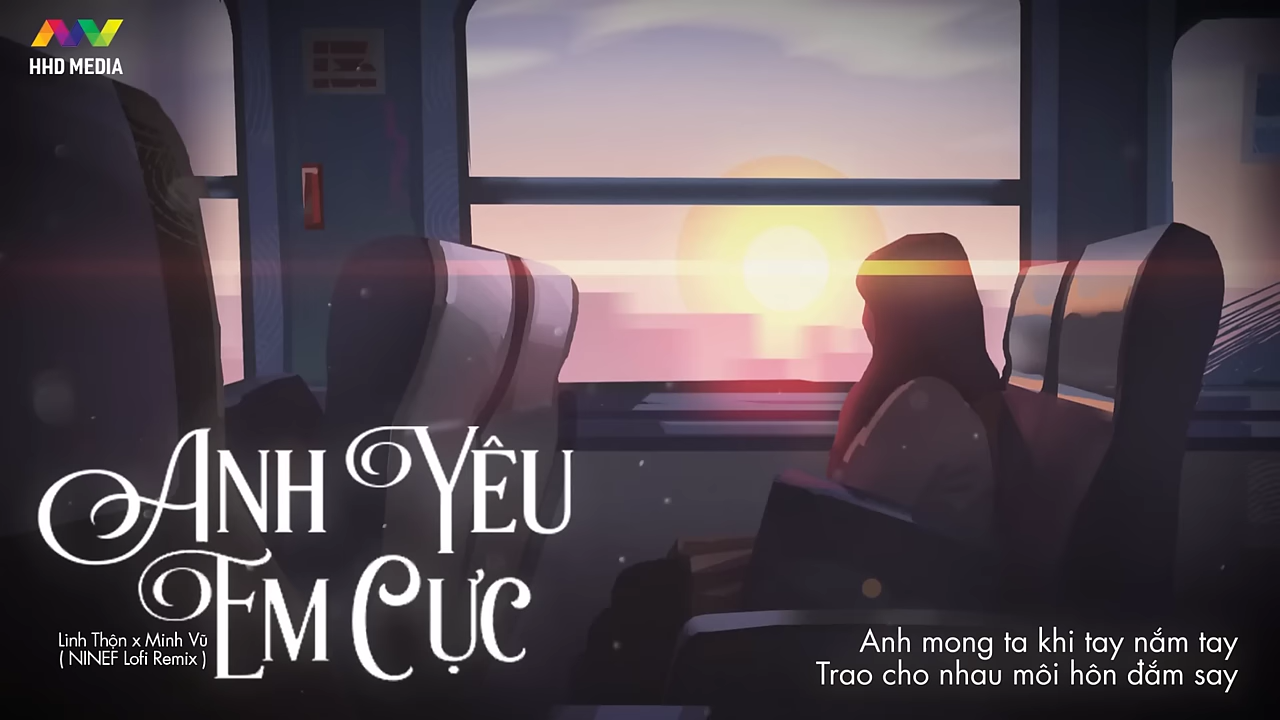 HHD MEDIA
ANH YÊU
EM CỰC
Linh Thộn x Minh Vũ
( NINEF Lofi Remix )
Anh mong ta khi tay nắm tay
Trao cho nhau môi hôn đắm say